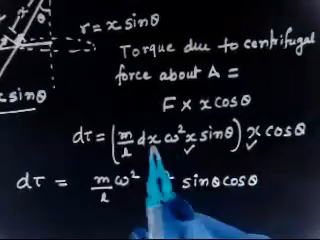 θ
r = x sinθ
Torque due to centrifugal
force about A =
F × x cosθ
x sinθ
dτ = (m/l dx ω² x sinθ) x cosθ
dτ = m/l ω² sinθ cosθ